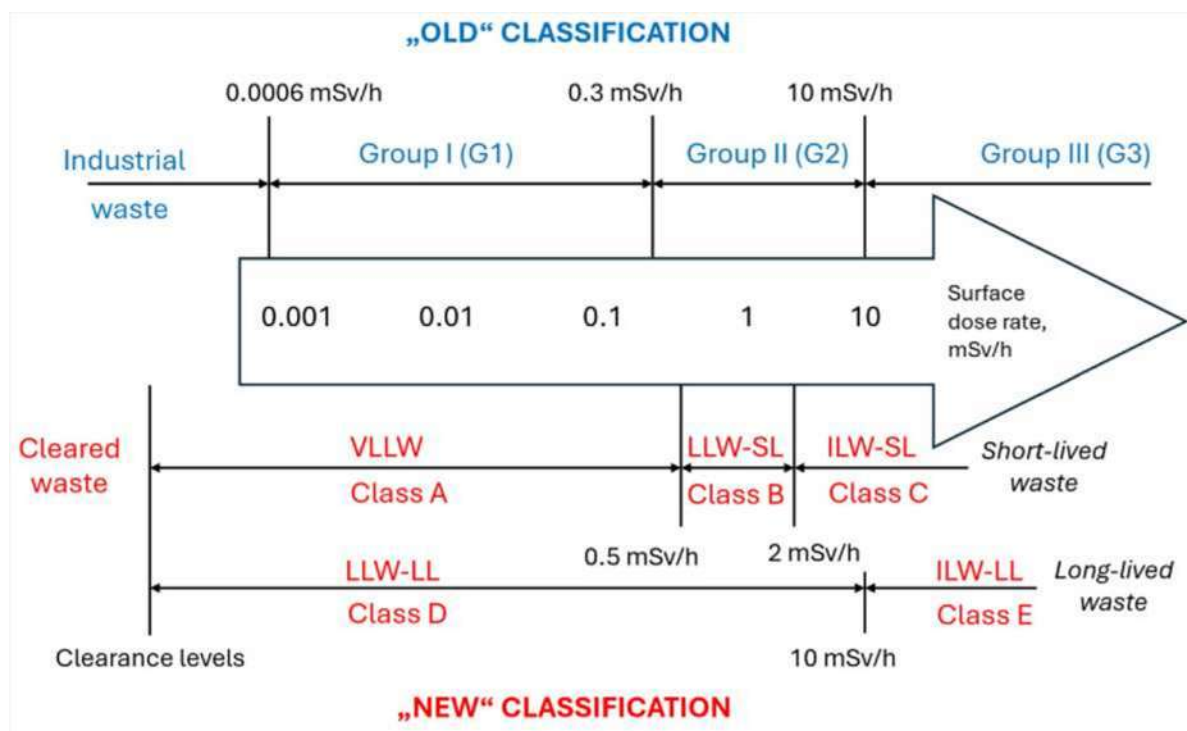 „OLD“ CLASSIFICATION
0.0006 mSv/h 0.3 mSv/h 10 mSv/h
Industrial waste
Group I (G1) Group II (G2) Group III (G3)
0.001 0.01 0.1 1 10
Surface
dose rate,
mSv/h
Cleared
waste
VLLW LLW-SL ILW-SL
Class A Class B Class C
Short-lived
waste
0.5 mSv/h 2 mSv/h
LLW-LL ILW-LL
Class D Class E
Long-lived
waste
Clearance levels 10 mSv/h
„NEW“ CLASSIFICATION